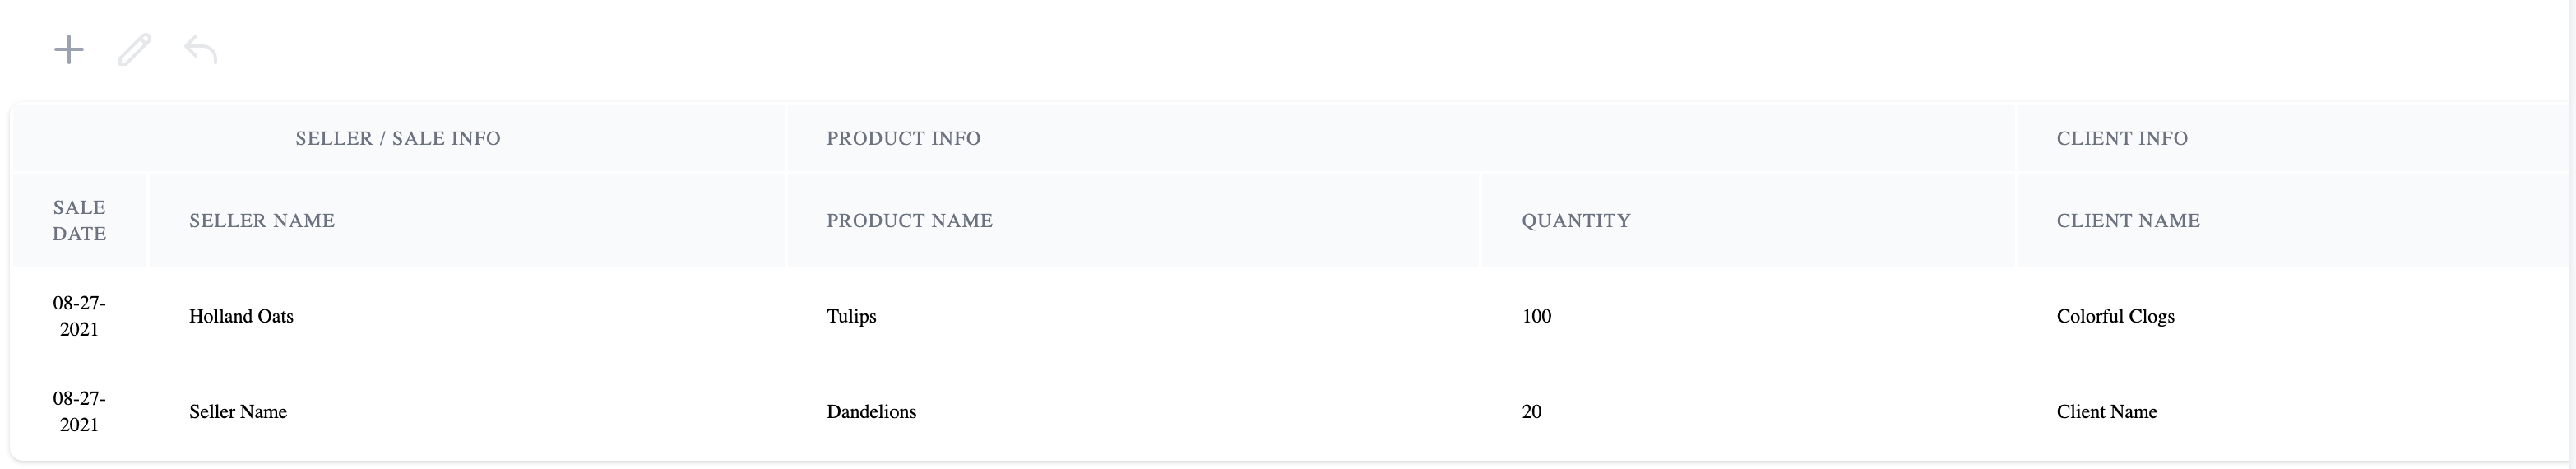 SELLER / SALE INFO PRODUCT INFO CLIENT INFO
SALE DATE SELLER NAME PRODUCT NAME QUANTITY CLIENT NAME
08-27-2021 Holland Oats Tulips 100 Colorful Clogs
08-27-2021 Seller Name Dandelions 20 Client Name